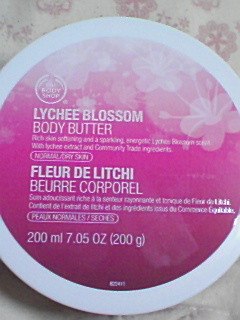 THE
BODY
SHOP
LYCHEE BLOSSOM
BODY BUTTER
Rich skin softening and a sparkling, energetic Lychee Blossom scent.
With lychee extract and Community Trade ingredients.
NORMAL/DRY SKIN
FLEUR DE LITCHI
BEURRE CORPOREL
Soin adoucissant riche à la senteur rayonnante et tonique de Fleur de Litchi.
Contient de l'extrait de litchi et des ingrédients issus du Commerce Equitable.
PEAUX NORMALES / SÈCHES
200 ml 7.05 OZ (200 g)